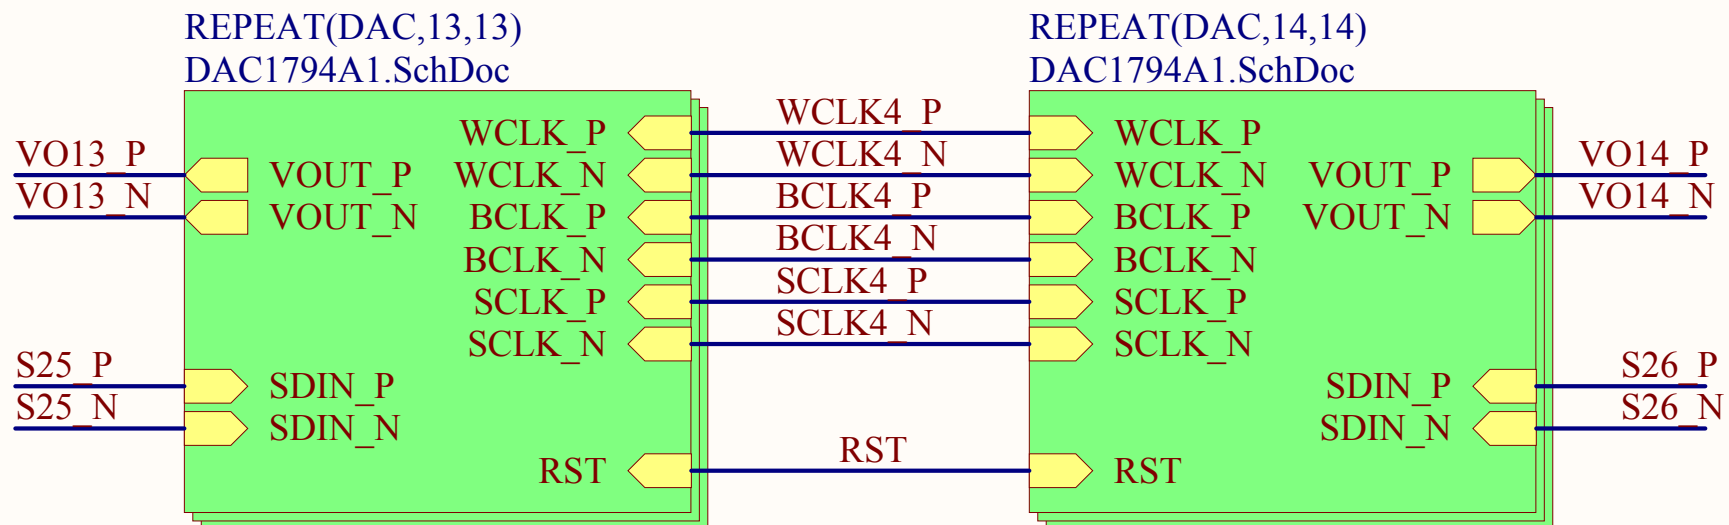 REPEAT(DAC,13,13)
DAC1794A1.SchDoc
VO13_P
VO13_N
S25_P
S25_N
VOUT_P
VOUT_N
SDIN_P
SDIN_N
WCLK_P
WCLK_N
BCLK_P
BCLK_N
SCLK_P
SCLK_N
RST
WCLK4_P
WCLK4_N
BCLK4_P
BCLK4_N
SCLK4_P
SCLK4_N
RST
REPEAT(DAC,14,14)
DAC1794A1.SchDoc
WCLK_P
WCLK_N
BCLK_P
BCLK_N
SCLK_P
SCLK_N
RST
VOUT_P
VOUT_N
SDIN_P
SDIN_N
VO14_P
VO14_N
S26_P
S26_N